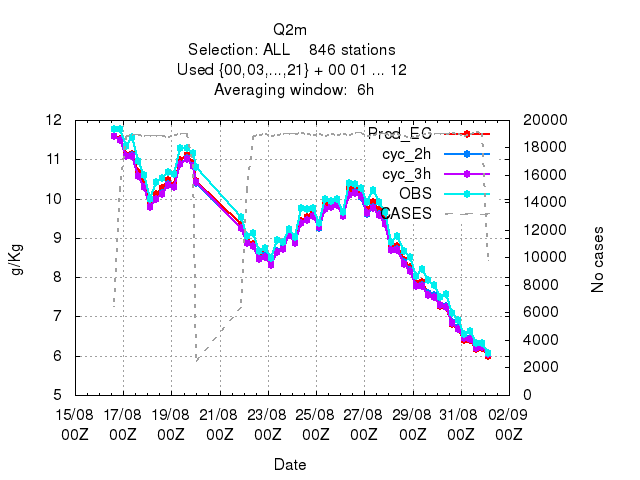 Q2m
Selection: ALL 846 stations
Used {00,03,...,21} + 00 01 ... 12
Averaging window: 6h
Pred_EC
cyc_2h
cyc_3h
OBS
CASES
12
11
10
9
8
7
6
5
g/Kg
20000
18000
16000
14000
12000
10000
8000
6000
4000
2000
0
No cases
15/08 17/08 19/08 21/08 23/08 25/08 27/08 29/08 31/08 02/09
00Z 00Z 00Z 00Z 00Z 00Z 00Z 00Z 00Z 00Z
Date